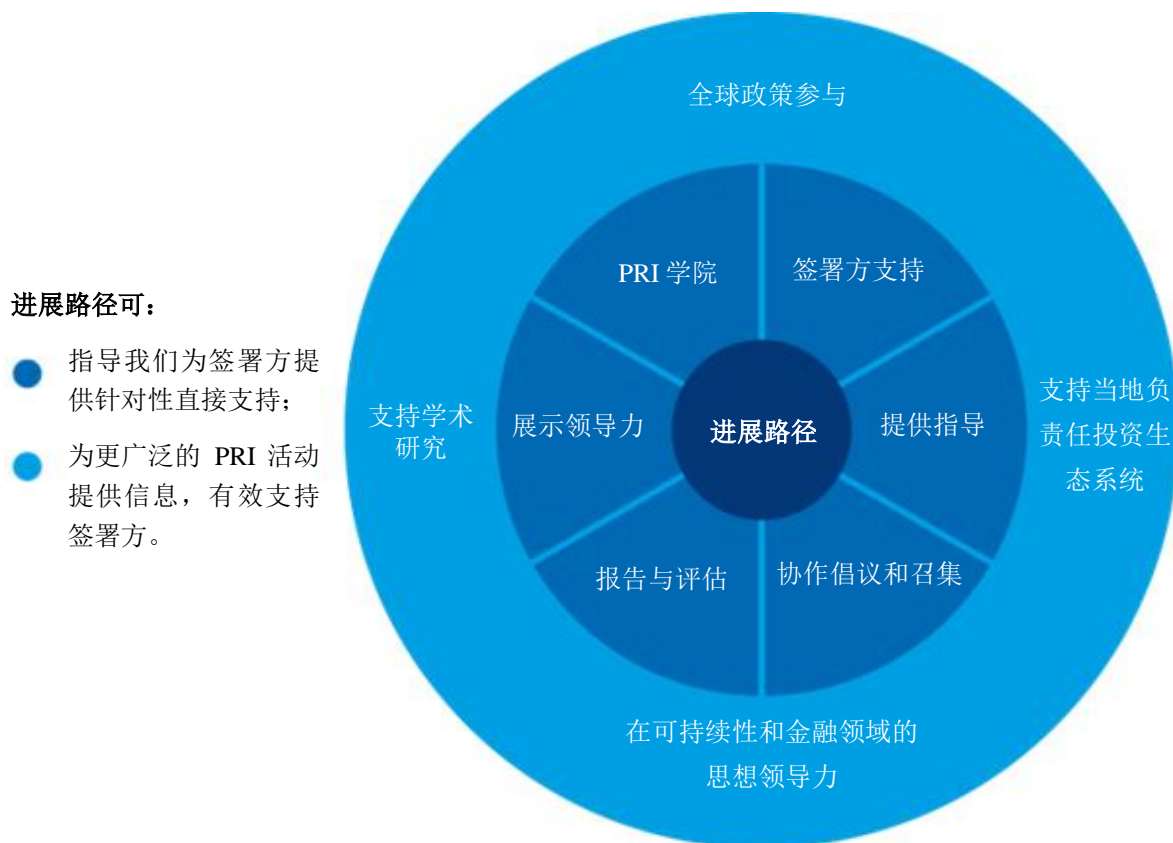 进展路径可：
指导我们为签署方提
供针对性直接支持；
为更广泛的 PRI 活动
提供信息，有效支持
签署方。
全球政策参与
PRI 学院
签署方支持
支持学术
研究
展示领导力
进展路径
提供指导
支持当地负
责任投资生
态系统
报告与评估
协作倡议和召集
在可持续性和金融领域的
思想领导力